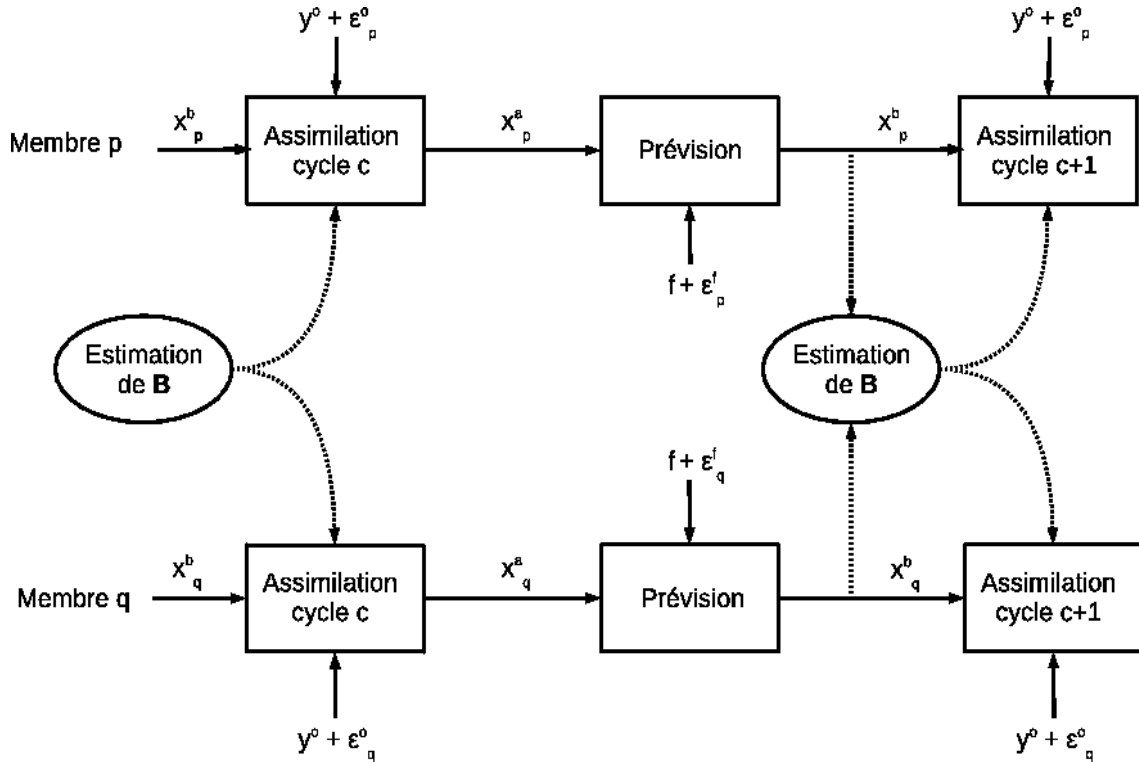 y° + ε°ₚ
y° + ε°ₚ
Membre p
xᵇₚ
Assimilation
cycle c
xᵃₚ
Prévision
xᵇₚ
Assimilation
cycle c+1
f + εᶠₚ
Estimation
de B
Estimation
de B
f + εᶠq
Membre q
xᵇq
Assimilation
cycle c
xᵃq
Prévision
xᵇq
Assimilation
cycle c+1
y° + ε°q
y° + ε°q